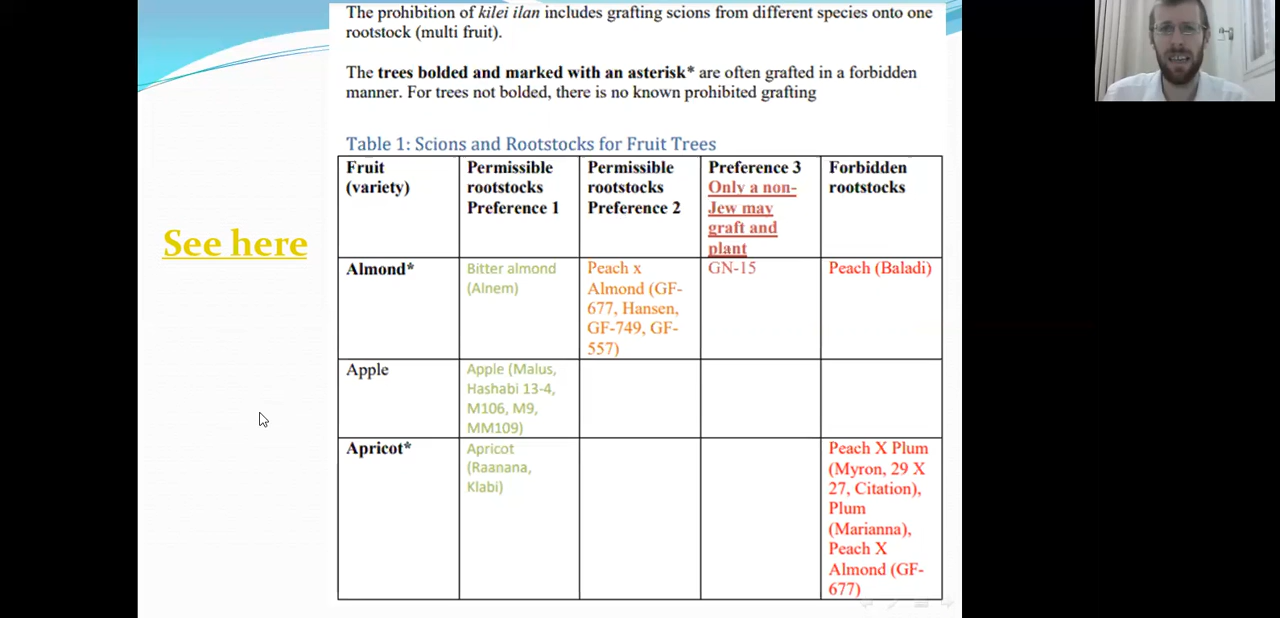 The prohibition of kilei ilan includes grafting scions from different species onto one
rootstock (multi fruit).
The trees bolded and marked with an asterisk* are often grafted in a forbidden
manner. For trees not bolded, there is no known prohibited grafting
See here
Table 1: Scions and Rootstocks for Fruit Trees
Fruit
(variety)
Permissible
rootstocks
Preference 1
Permissible
rootstocks
Preference 2
Preference 3
Only a non-
Jew may
graft and
plant
Forbidden
rootstocks
Almond*
Bitter almond
(Alnem)
Peach x
Almond (GF-
677, Hansen,
GF-749, GF-
557)
GN-15
Peach (Baladi)
Apple
Apple (Malus,
Hashabi 13-4,
M106, M9,
MM109)
Apricot*
Apricot
(Raanana,
Klabi)
Peach X Plum
(Myron, 29 X
27, Citation),
Plum
(Marianna),
Peach X
Almond (GF-
677)